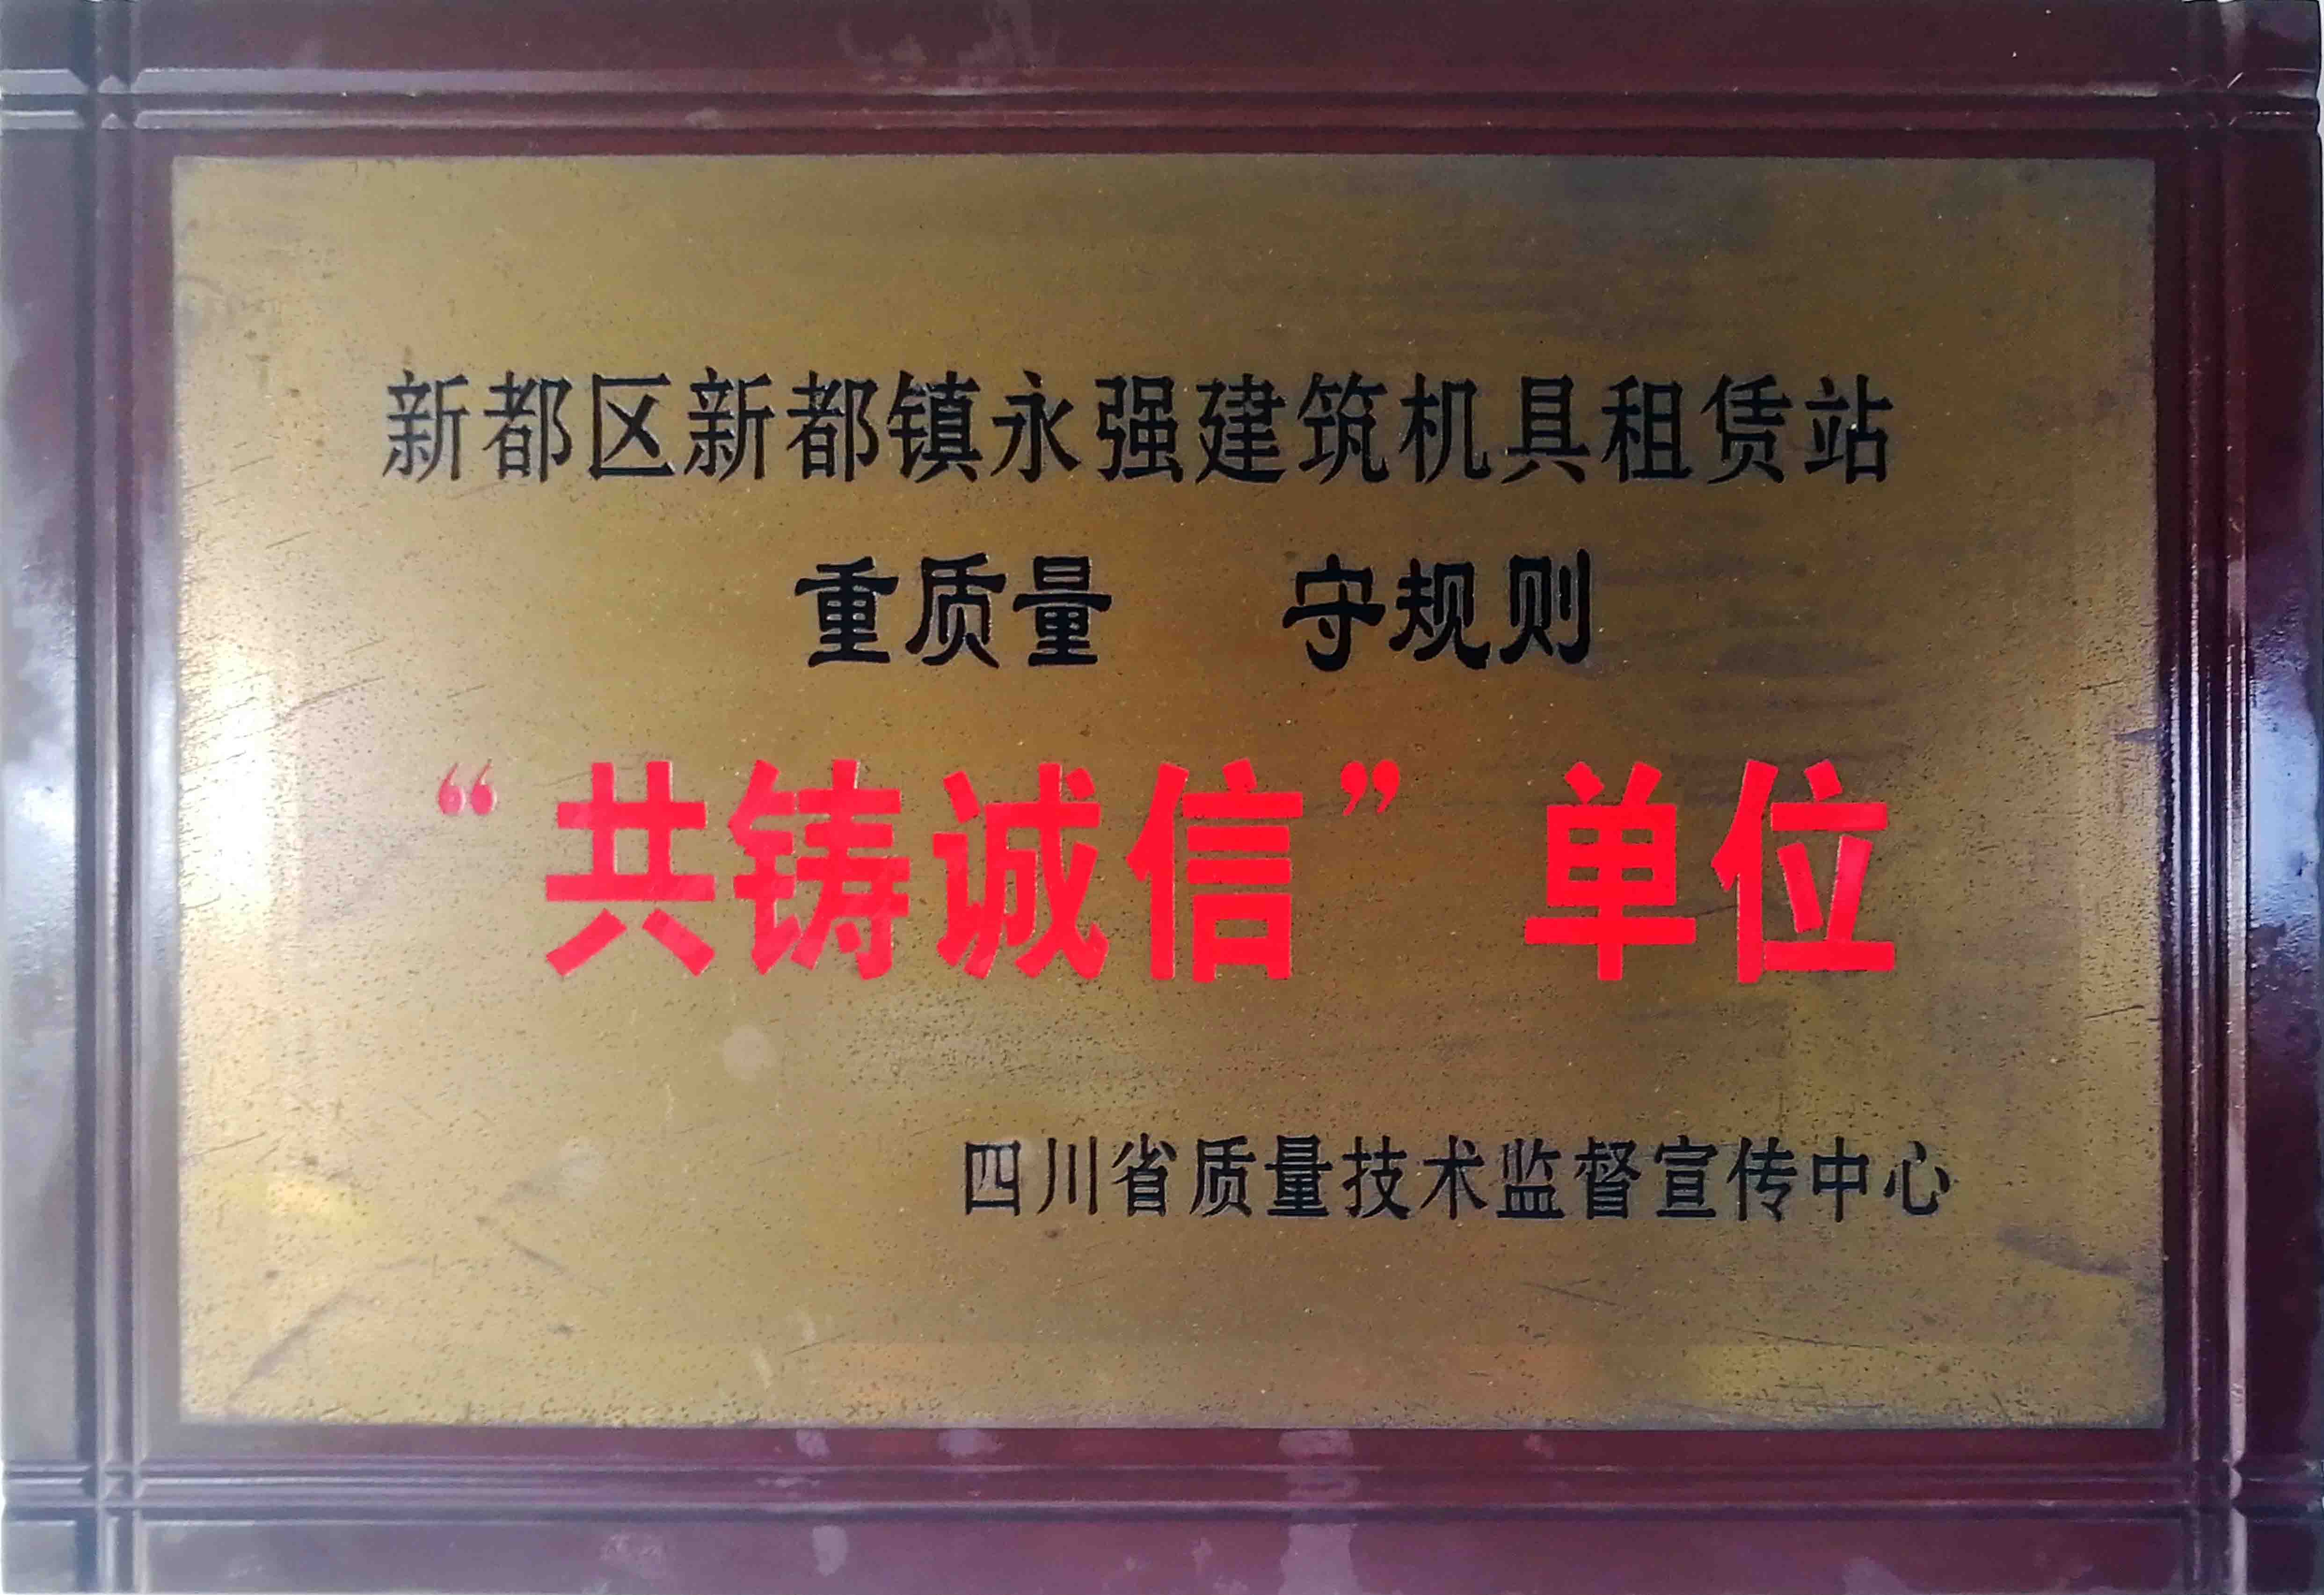 新都区新都镇永强建筑机具租赁站
重质量 守规则
“共铸诚信”单位
四川省质量技术监督宣传中心